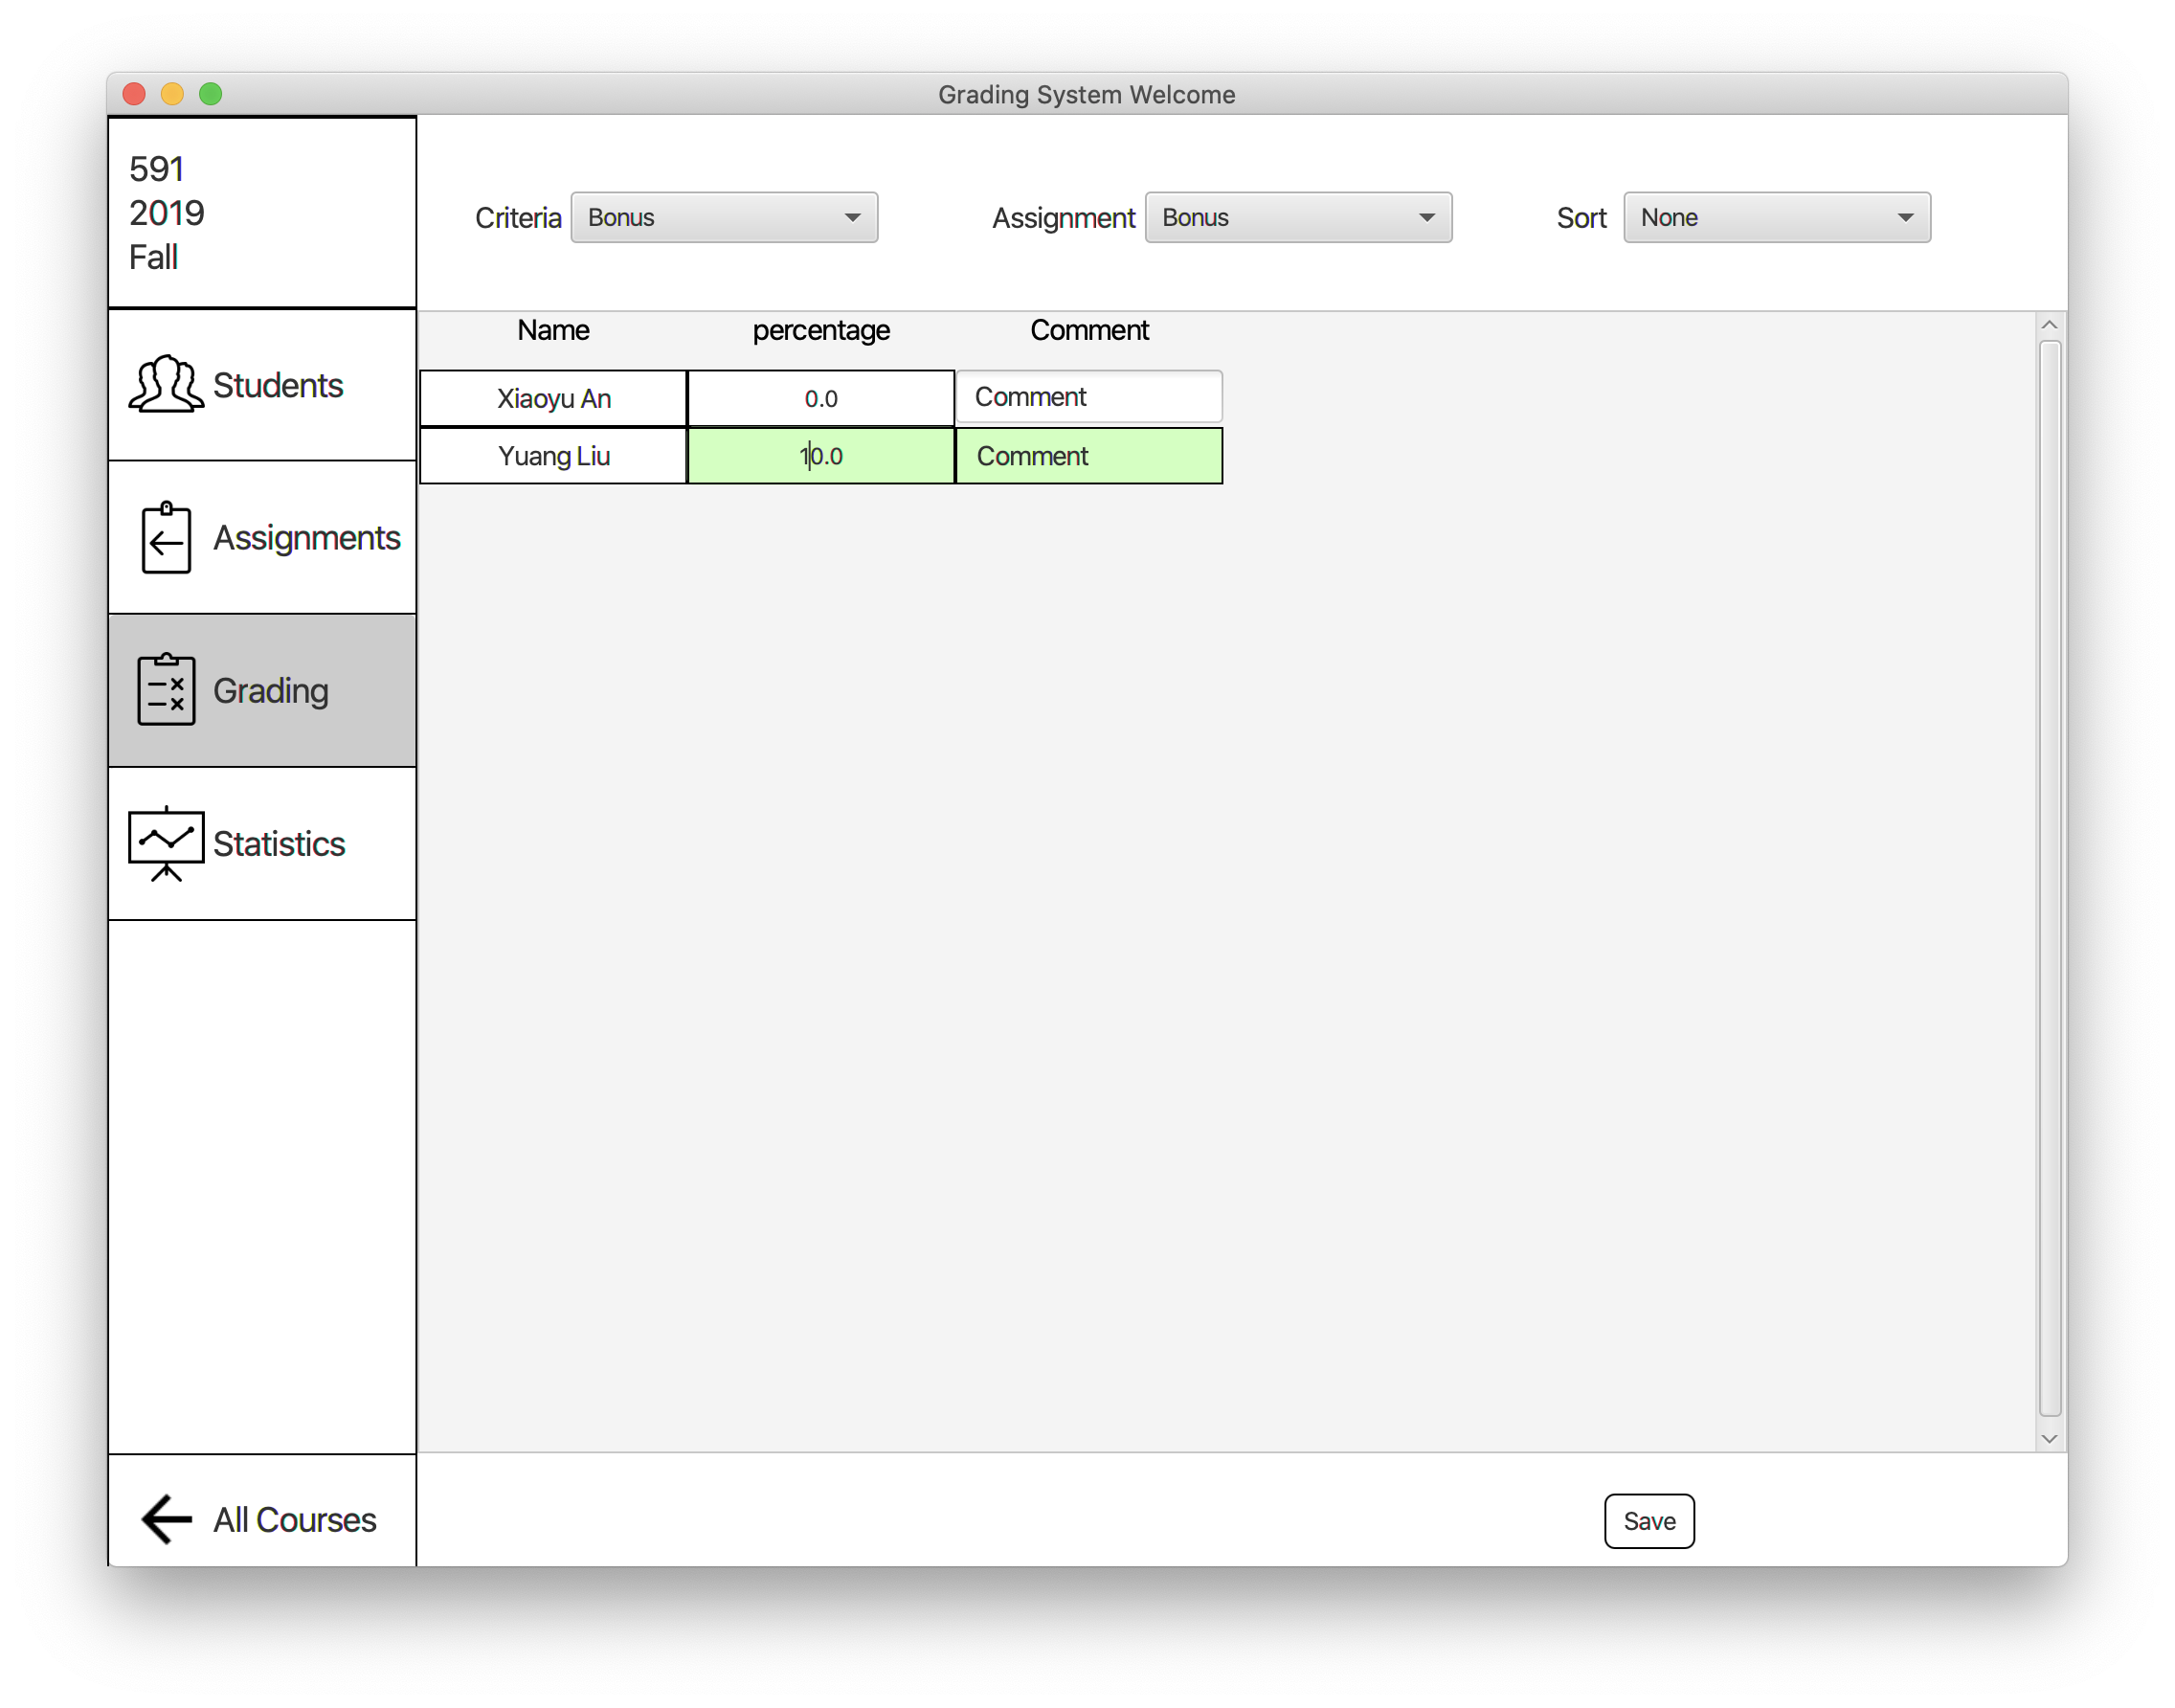 Grading System Welcome
591
2019
Fall
Criteria Bonus Assignment Bonus Sort None
Name percentage Comment
Xiaoyu An 0.0 Comment
Yuang Liu 10.0 Comment
Students
Assignments
Grading
Statistics
All Courses
Save